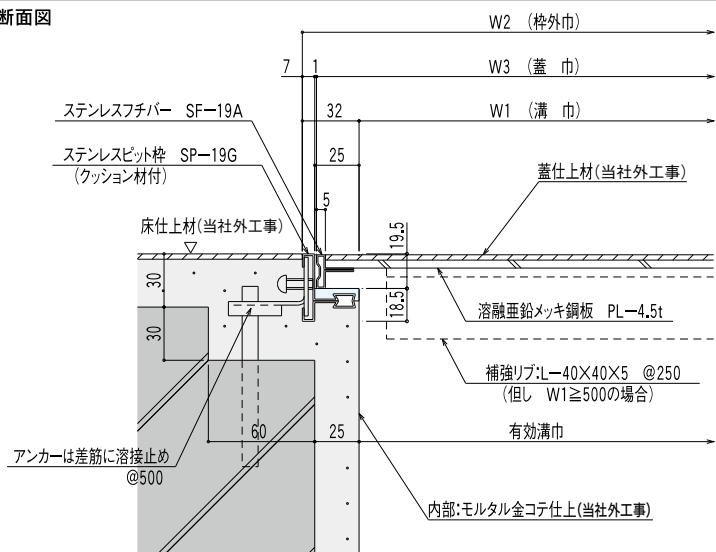 断面図
W2 (枠外巾)
7 1 W3 (蓋 巾)
ステンレスフチバー SF－19A
32 W1 (溝 巾)
ステンレスピット枠 SP－19G
(クッション材付)
25
蓋仕上材(当社外工事)
5
床仕上材(当社外工事)
19.5
30
18.5
溶融亜鉛メッキ鋼板 PL－4.5t
30
補強リブ:L－40×40×5 @250
(但し W1≧500の場合)
60 25 有効溝巾
アンカーは差筋に溶接止め
@500
内部:モルタル金コテ仕上(当社外工事)